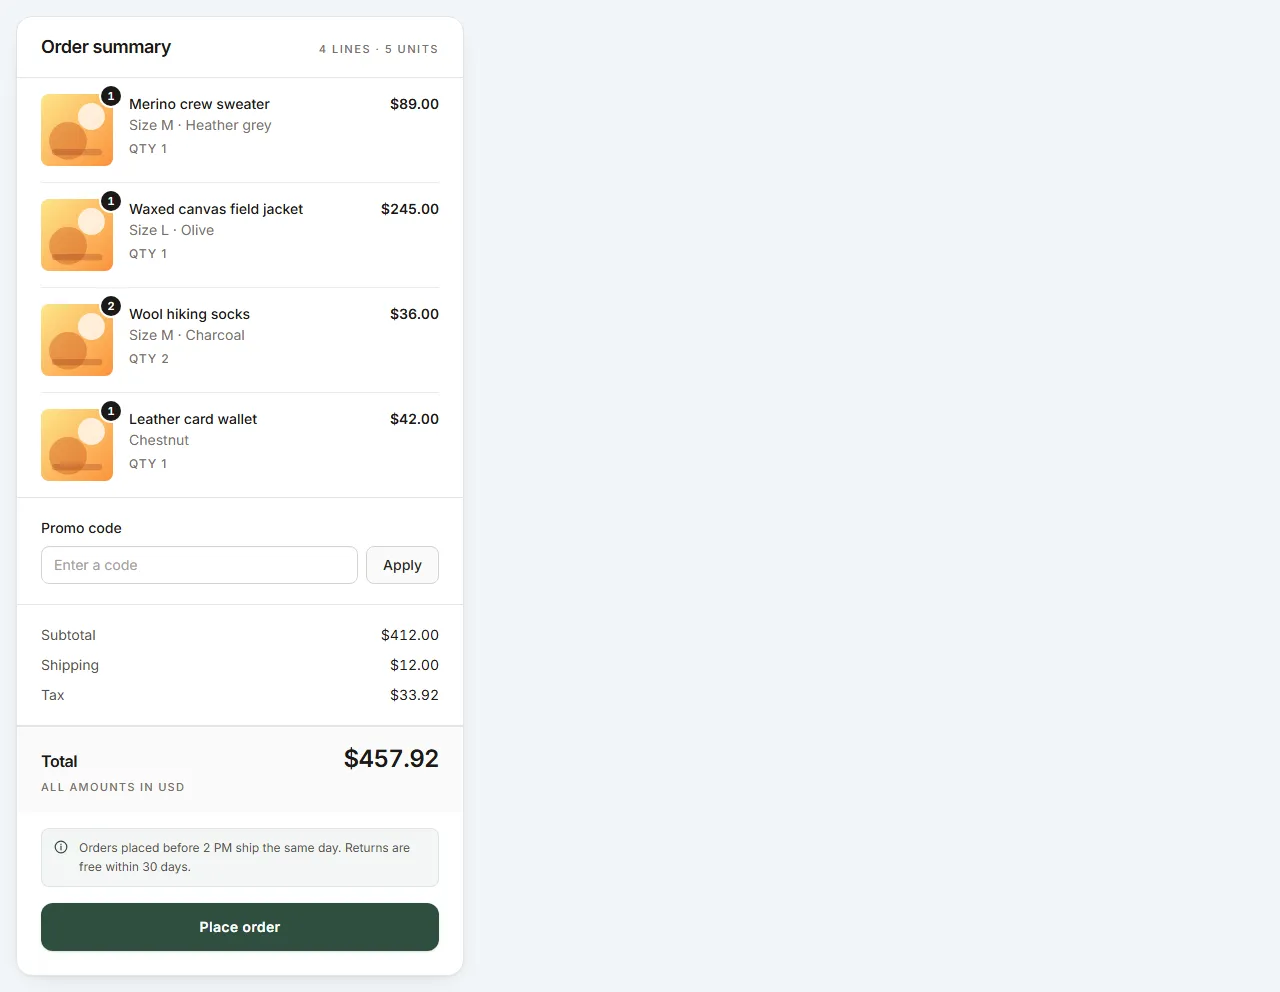 Order summary
4 LINES · 5 UNITS
1
Merino crew sweater
$89.00
Size M · Heather grey
QTY 1
1
Waxed canvas field jacket
$245.00
Size L · Olive
QTY 1
2
Wool hiking socks
$36.00
Size M · Charcoal
QTY 2
1
Leather card wallet
$42.00
Chestnut
QTY 1
Promo code
Enter a code
Apply
Subtotal
$412.00
Shipping
$12.00
Tax
$33.92
Total
$457.92
ALL AMOUNTS IN USD
Orders placed before 2 PM ship the same day. Returns are
free within 30 days.
Place order